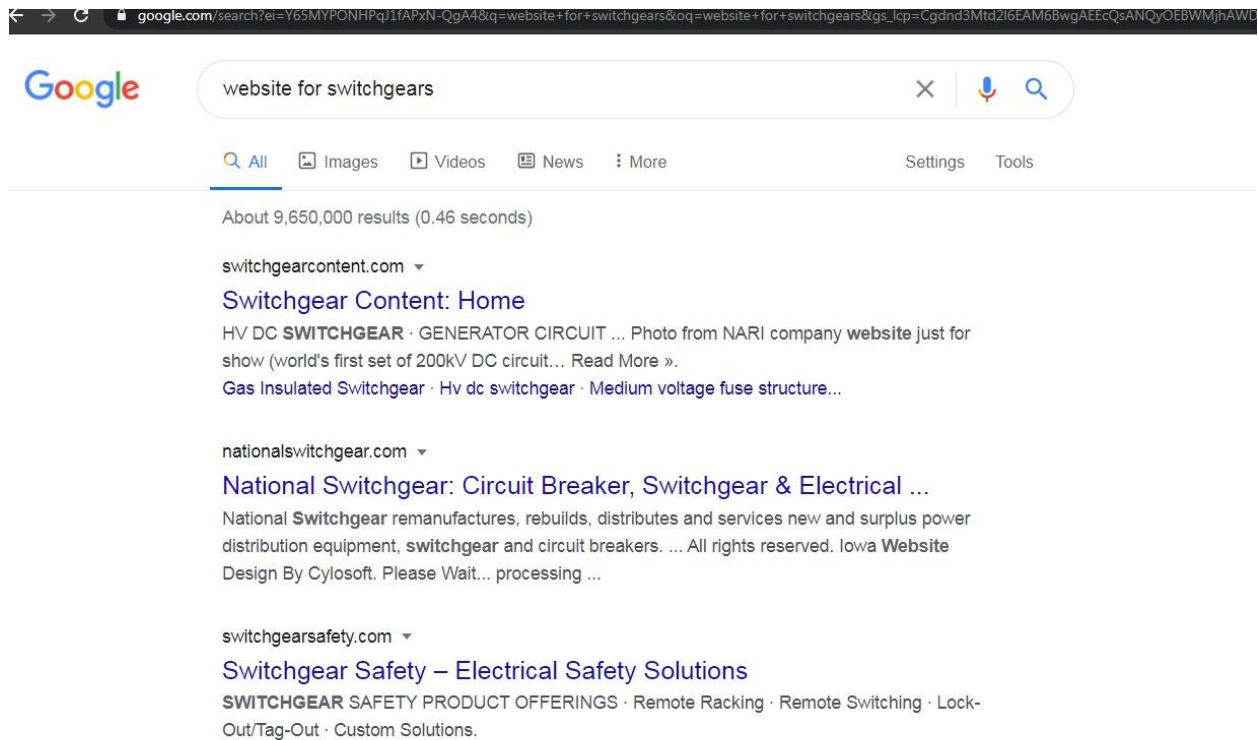 google.com/search?ei=Y65MYPONHPqJ1fAPxN-QgA4&q=website+for+switchgears&oq=website+for+switchgears&gs_lcp=Cgdnd3Mtd2l6EAM6BwgAEEcQsANQyOEBWMjhAWD
Google
website for switchgears
All Images Videos News More Settings Tools
About 9,650,000 results (0.46 seconds)
switchgearcontent.com
Switchgear Content: Home
HV DC SWITCHGEAR · GENERATOR CIRCUIT ... Photo from NARI company website just for
show (world's first set of 200kV DC circuit... Read More ».
Gas Insulated Switchgear · Hv dc switchgear · Medium voltage fuse structure...
nationalswitchgear.com
National Switchgear: Circuit Breaker, Switchgear & Electrical ...
National Switchgear remanufactures, rebuilds, distributes and services new and surplus power
distribution equipment, switchgear and circuit breakers. ... All rights reserved. Iowa Website
Design By Cylosoft. Please Wait... processing ...
switchgearsafety.com
Switchgear Safety – Electrical Safety Solutions
SWITCHGEAR SAFETY PRODUCT OFFERINGS · Remote Racking · Remote Switching · Lock-
Out/Tag-Out · Custom Solutions.